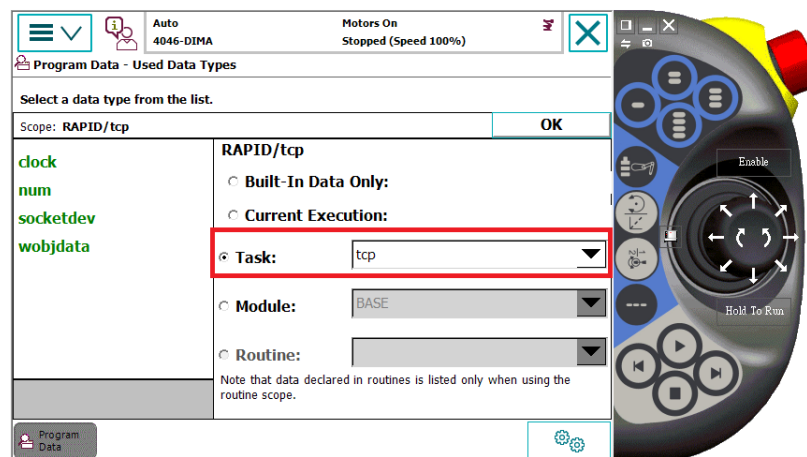 Auto
4046-DIMA
Motors On
Stopped (Speed 100%)
Program Data - Used Data Types
Select a data type from the list.
Scope: RAPID/tcp
OK
clock
num
socketdev
wobjdata
RAPID/tcp
Built-In Data Only:
Current Execution:
Task:
tcp
Module:
BASE
Routine:
Note that data declared in routines is listed only when using the
routine scope.
Program
Data
Enable
Hold To Run